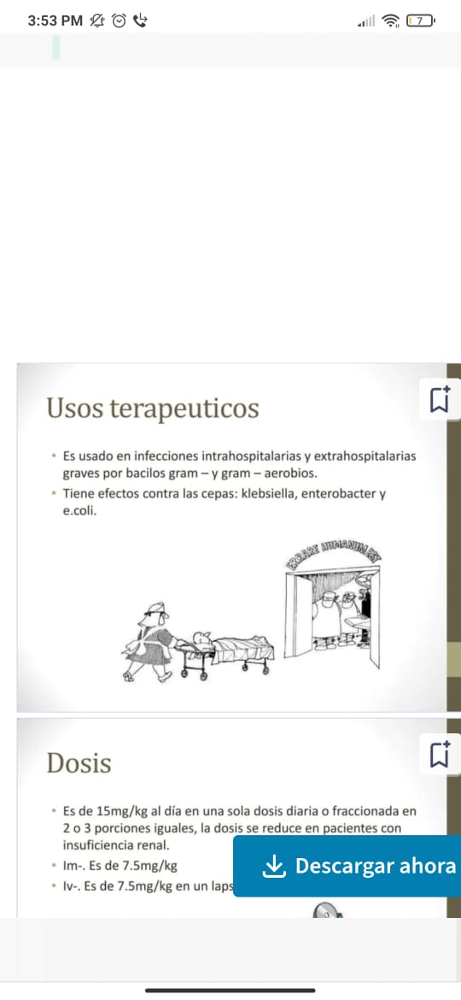 3:53 PM
7
Usos terapeuticos
• Es usado en infecciones intrahospitalarias y extrahospitalarias
graves por bacilos gram – y gram – aerobios.
• Tiene efectos contra las cepas: klebsiella, enterobacter y
e.coli.
ERRARE HUMANUM EST
Dosis
• Es de 15mg/kg al día en una sola dosis diaria o fraccionada en
2 o 3 porciones iguales, la dosis se reduce en pacientes con
insuficiencia renal.
• Im-. Es de 7.5mg/kg
• Iv-. Es de 7.5mg/kg en un laps
Descargar ahora